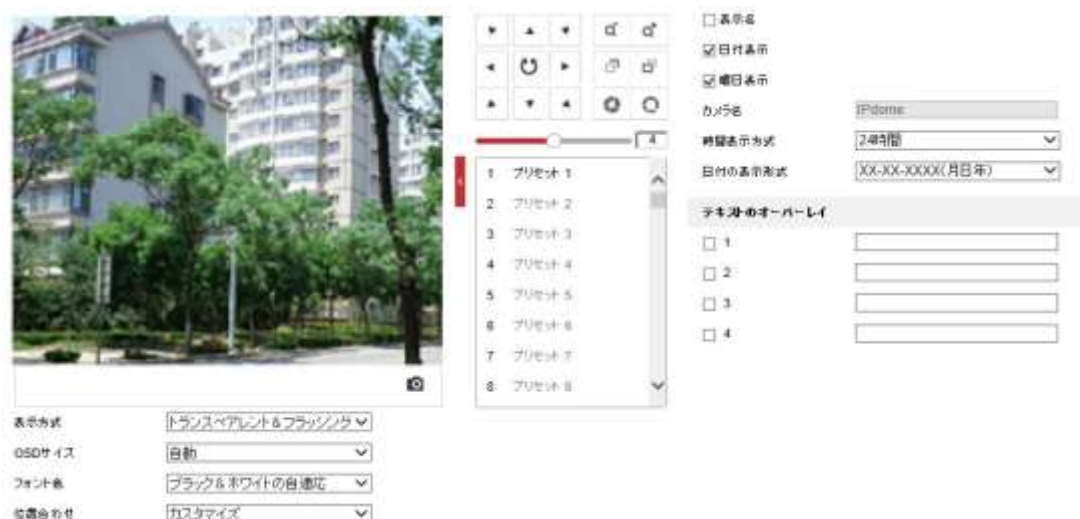 4
1 プリセット 1
2 プリセット 2
3 プリセット 3
4 プリセット 4
5 プリセット 5
6 プリセット 6
7 プリセット 7
8 プリセット 8
表示方式 トランスペアレント&フラッシング
OSDサイズ 自動
フォント色 ブラック&ホワイトの自適応
位置合わせ カスタマイズ
表示名
日付表示
曜日表示
カメラ名 IPdome
時間表示方式 24時間
日付の表示形式 XX-XX-XXXX(月日年)
テキストのオーバーレイ
1
2
3
4